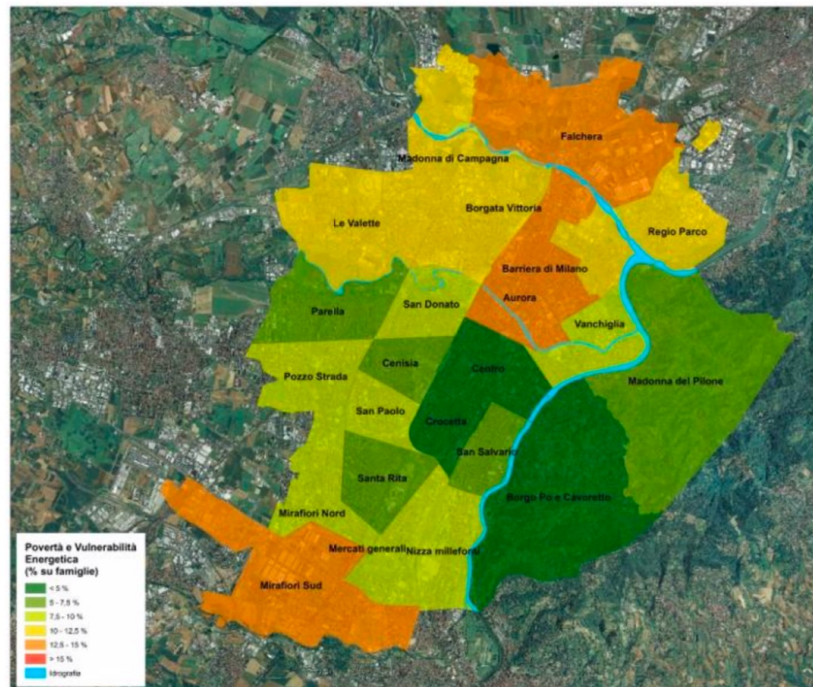 Falchera
Madonna di Campagna
Borgata Vittoria
Le Valette
Regio Parco
Barriera di Milano
Aurora
San Donato
Parella
Vanchiglia
Cenisia
Centro
Pozzo Strada
Madonna del Pilone
San Paolo
Crocetta
San Salvario
Santa Rita
Borgo Po e Cavoretto
Mirafiori Nord
Mercati generali
Nizza millefonti
Mirafiori Sud
Povertà e Vulnerabilità
Energetica
(% su famiglie)
< 5 %
5 - 7,5 %
7,5 - 10 %
10 - 12,5 %
12,5 - 15 %
> 15 %
Idrografia